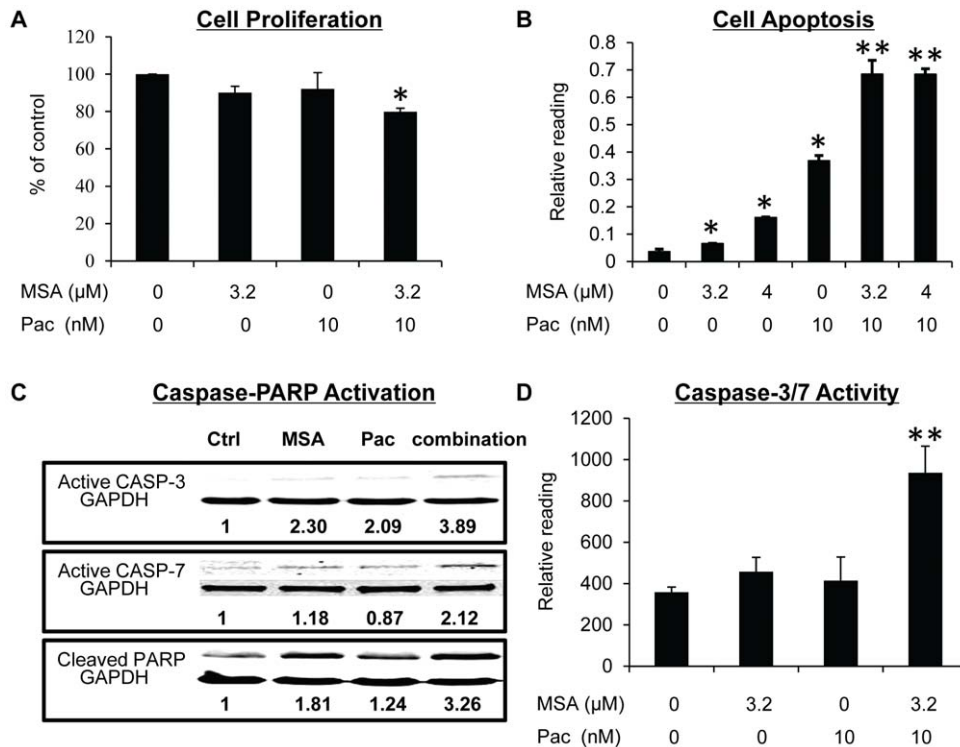 A Cell Proliferation
% of control
120
100
80
60
40
20
0
*
MSA (µM) 0 3.2 0 3.2
Pac (nM) 0 0 10 10
B Cell Apoptosis
Relative reading
0.8
0.7
0.6
0.5
0.4
0.3
0.2
0.1
0
* * * ** **
MSA (µM) 0 3.2 4 0 3.2 4
Pac (nM) 0 0 0 10 10 10
C Caspase-PARP Activation
Ctrl MSA Pac combination
Active CASP-3
GAPDH
1 2.30 2.09 3.89
Active CASP-7
GAPDH
1 1.18 0.87 2.12
Cleaved PARP
GAPDH
1 1.81 1.24 3.26
D Caspase-3/7 Activity
Relative reading
1200
1000
800
600
400
200
0
**
MSA (µM) 0 3.2 0 3.2
Pac (nM) 0 0 10 10